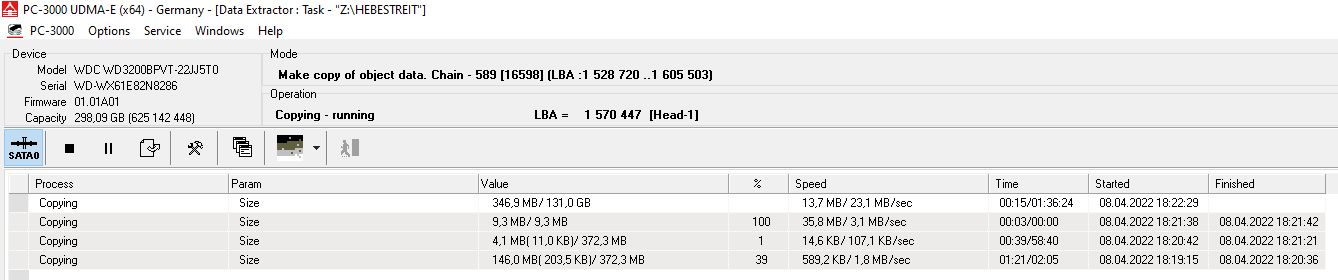 PC-3000 UDMA-E (x64) - Germany - [Data Extractor : Task - "Z:\HEBESTREIT"]
PC-3000 Options Service Windows Help
Device
Model WDC WD3200BPVT-22JJ5T0
Serial WD-WX61E82N8286
Firmware 01.01A01
Capacity 298,09 GB (625 142 448)
Mode
Make copy of object data. Chain - 589 [16598] (LBA :1 528 720 ..1 605 503)
Operation
Copying - running LBA = 1 570 447 [Head-1]
SATA0
Process Param Value % Speed Time Started Finished
Copying Size 346,9 MB/ 131,0 GB 13,7 MB/ 23,1 MB/sec 00:15/01:36:24 08.04.2022 18:22:29
Copying Size 9,3 MB/ 9,3 MB 100 35,8 MB/ 3,1 MB/sec 00:03/00:00 08.04.2022 18:21:38 08.04.2022 18:21:42
Copying Size 4,1 MB( 11,0 KB)/ 372,3 MB 1 14,6 KB/ 107,1 KB/sec 00:39/58:40 08.04.2022 18:20:42 08.04.2022 18:21:21
Copying Size 146,0 MB( 203,5 KB)/ 372,3 MB 39 589,2 KB/ 1,8 MB/sec 01:21/02:05 08.04.2022 18:19:15 08.04.2022 18:20:36